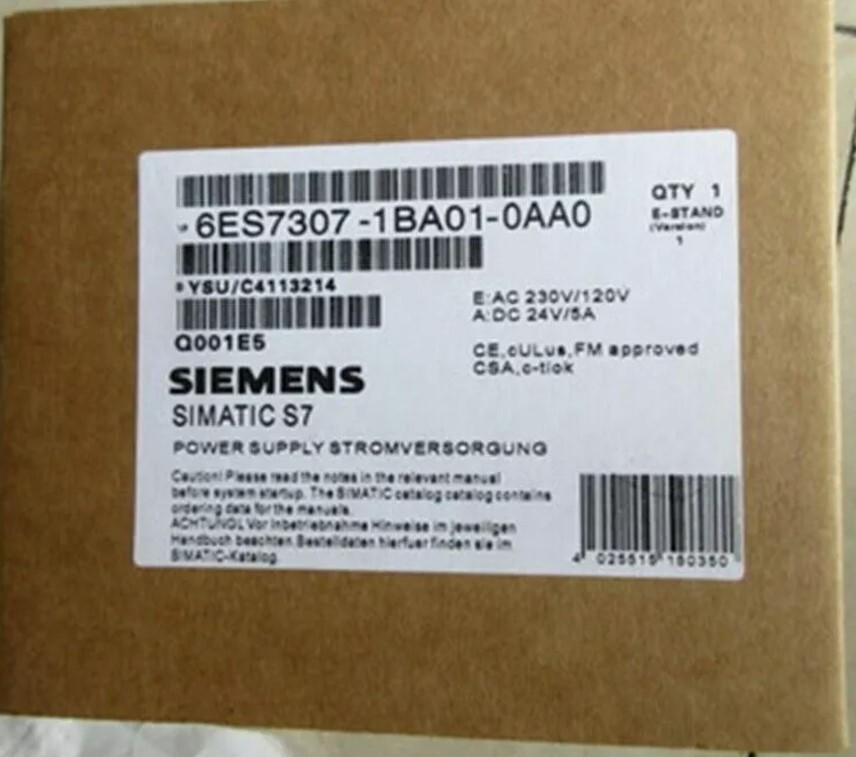 1P 6ES7307-1BA01-0AA0
QTY 1
E-STAND
(Version)
1
S YSU/C4113214
Q001E5
E:AC 230V/120V
A:DC 24V/5A
CE,cULus,FM approved
CSA,c-tick
SIEMENS
SIMATIC S7
POWER SUPPLY STROMVERSORGUNG
Caution! Please read the notes in the relevant manual
before system startup. The SIMATIC catalog catalog contains
ordering data for the manuals.
ACHTUNG!. Vor Inbetriebnahme Hinweise im jeweiligen
Handbuch beachten. Bestelldaten hierfuer finden sie im
SIMATIC-Katalog.
4 025515 150350